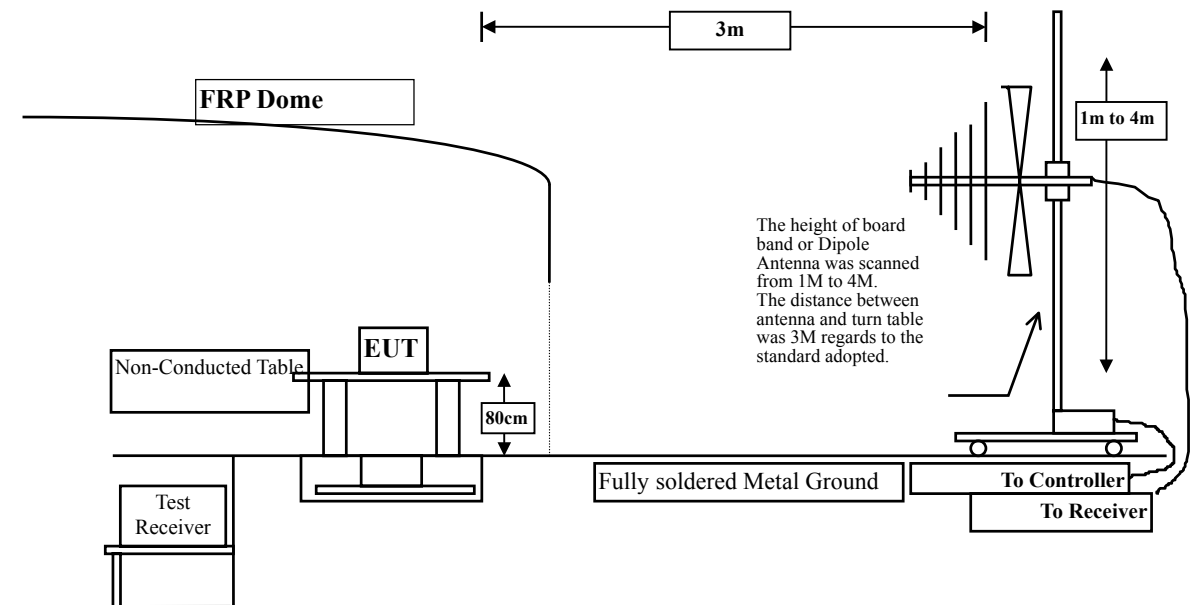 3m
FRP Dome
1m to 4m
The height of board
band or Dipole
Antenna was scanned
from 1M to 4M.
The distance between
antenna and turn table
was 3M regards to the
standard adopted.
EUT
Non-Conducted Table
80cm
Fully soldered Metal Ground
To Controller
To Receiver
Test
Receiver